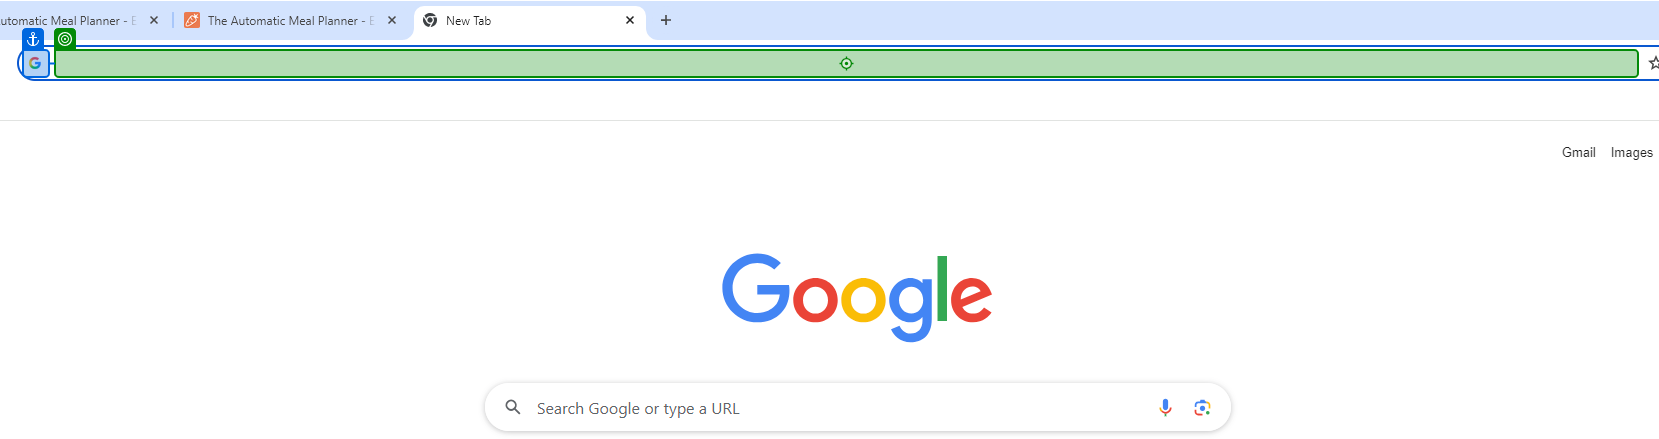 utomatic Meal Planner - E
The Automatic Meal Planner - E
New Tab
Gmail Images
Google
Search Google or type a URL